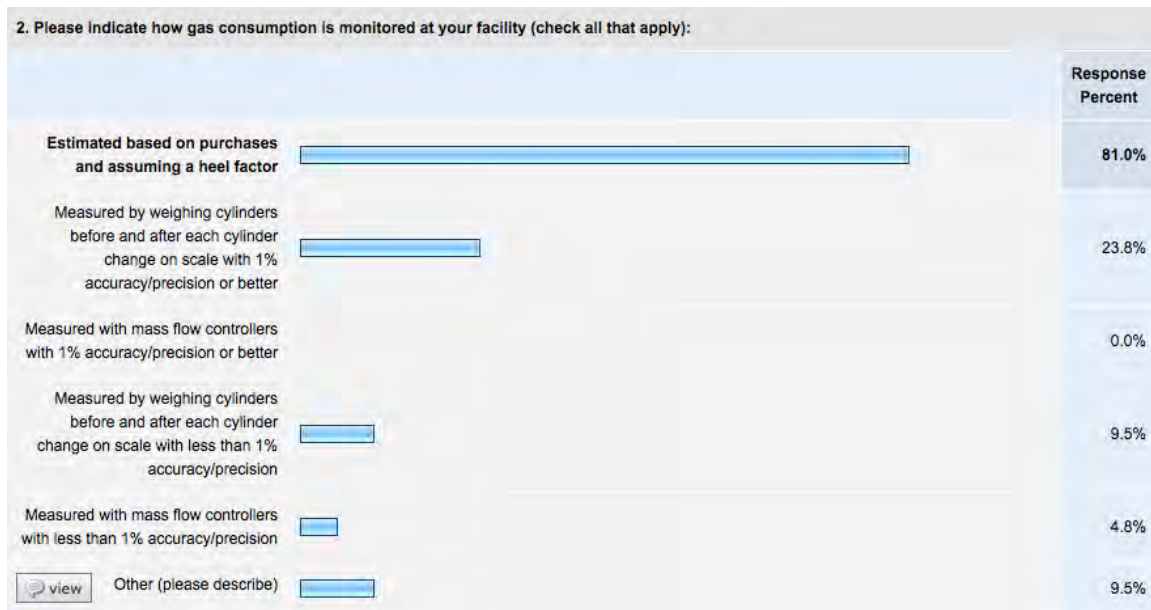 2. Please indicate how gas consumption is monitored at your facility (check all that apply):
Response
Percent
Estimated based on purchases
and assuming a heel factor
81.0%
Measured by weighing cylinders
before and after each cylinder
change on scale with 1%
accuracy/precision or better
23.8%
Measured with mass flow controllers
with 1% accuracy/precision or better
0.0%
Measured by weighing cylinders
before and after each cylinder
change on scale with less than 1%
accuracy/precision
9.5%
Measured with mass flow controllers
with less than 1% accuracy/precision
4.8%
view
Other (please describe)
9.5%